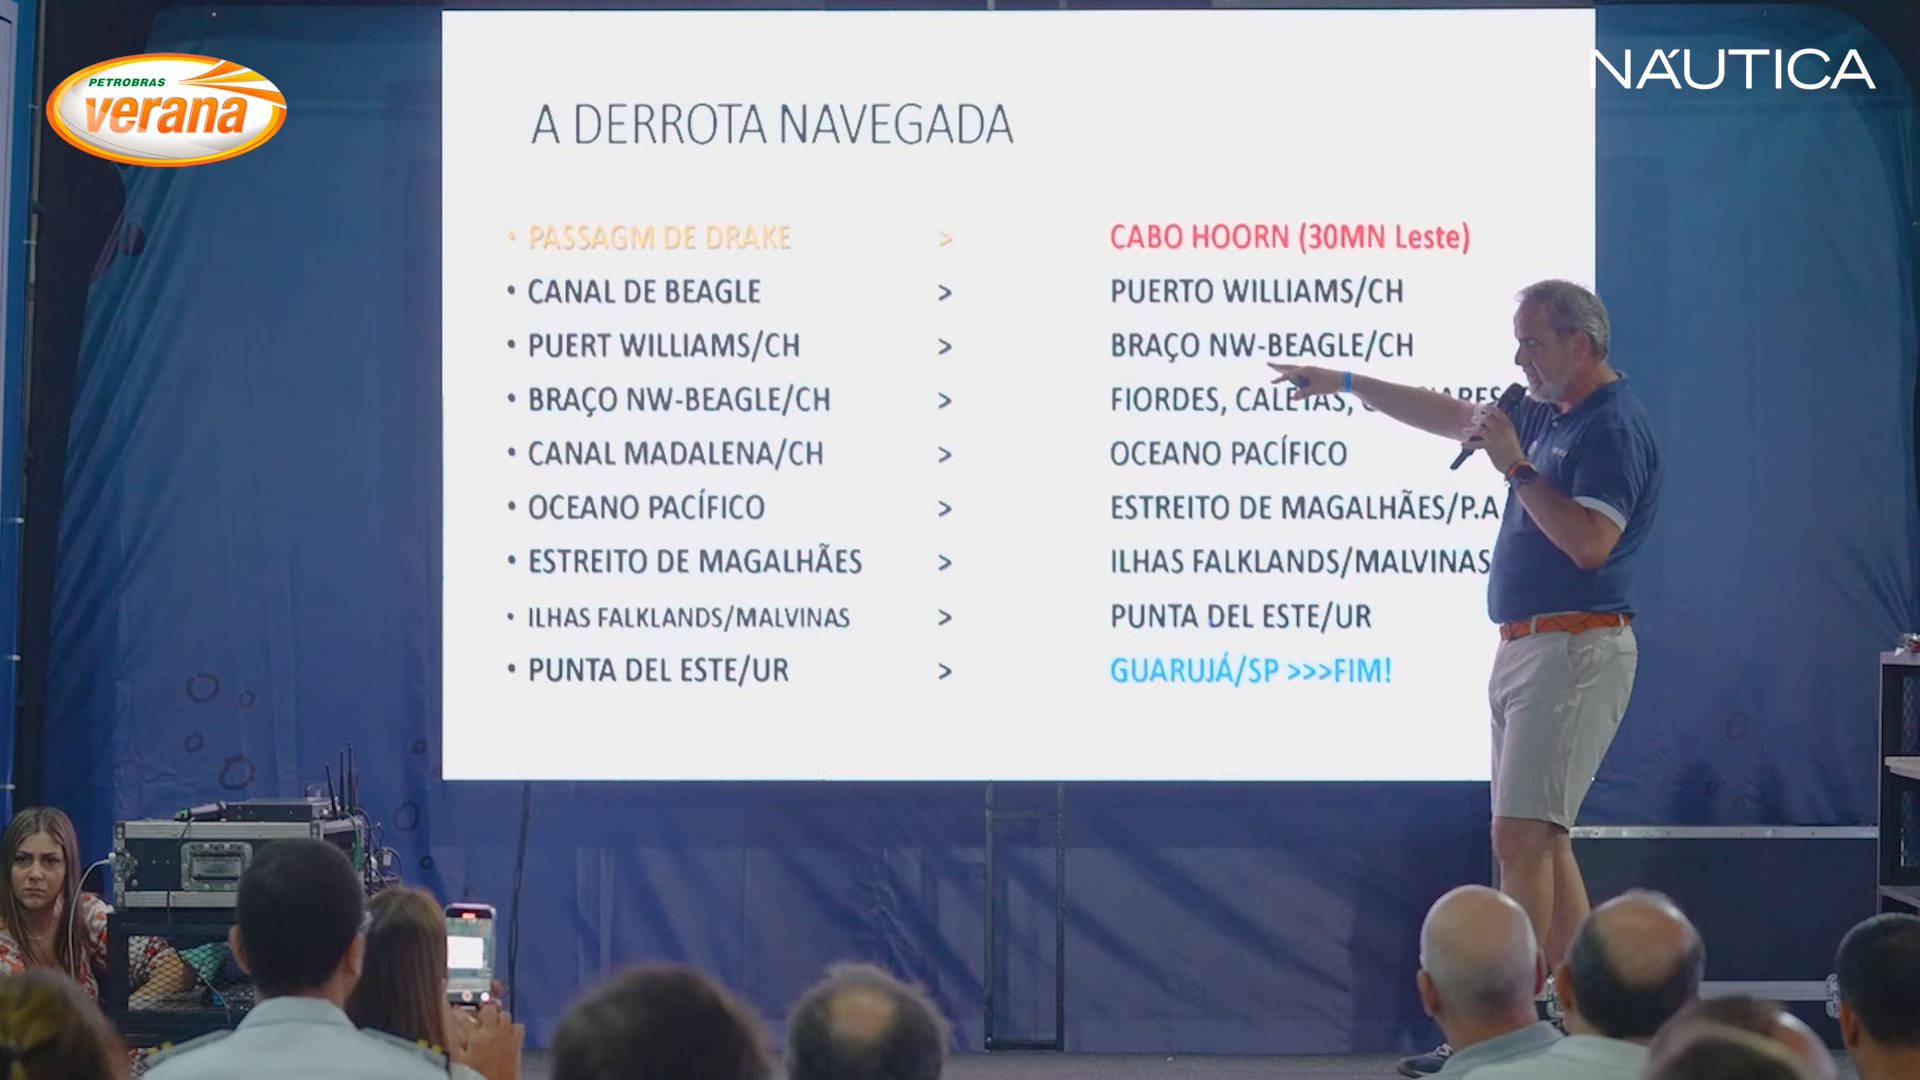 PETROBRAS
verana
NÁUTICA
A DERROTA NAVEGADA
• PASSAGM DE DRAKE > CABO HOORN (30MN Leste)
• CANAL DE BEAGLE > PUERTO WILLIAMS/CH
• PUERT WILLIAMS/CH > BRAÇO NW-BEAGLE/CH
• BRAÇO NW-BEAGLE/CH > FIORDES, CALETAS,
• CANAL MADALENA/CH > OCEANO PACÍFICO
• OCEANO PACÍFICO > ESTREITO DE MAGALHÃES/P.A
• ESTREITO DE MAGALHÃES > ILHAS FALKLANDS/MALVINAS
• ILHAS FALKLANDS/MALVINAS > PUNTA DEL ESTE/UR
• PUNTA DEL ESTE/UR > GUARUJÁ/SP >>>FIM!